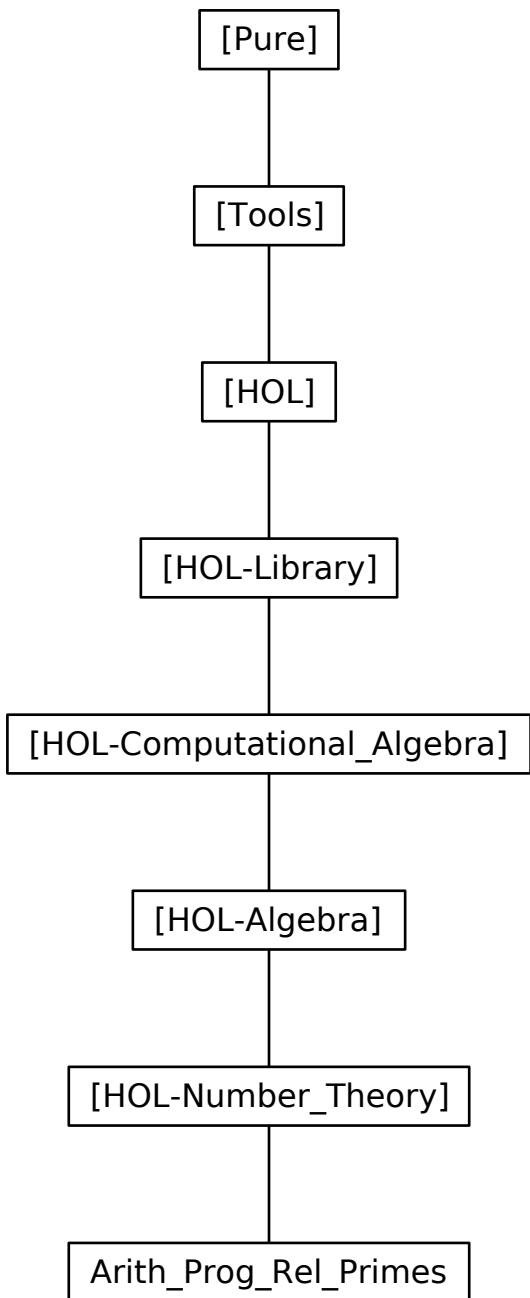 [Pure]
[Tools]
[HOL]
[HOL-Library]
[HOL-Computational_Algebra]
[HOL-Algebra]
[HOL-Number_Theory]
Arith_Prog_Rel_Primes